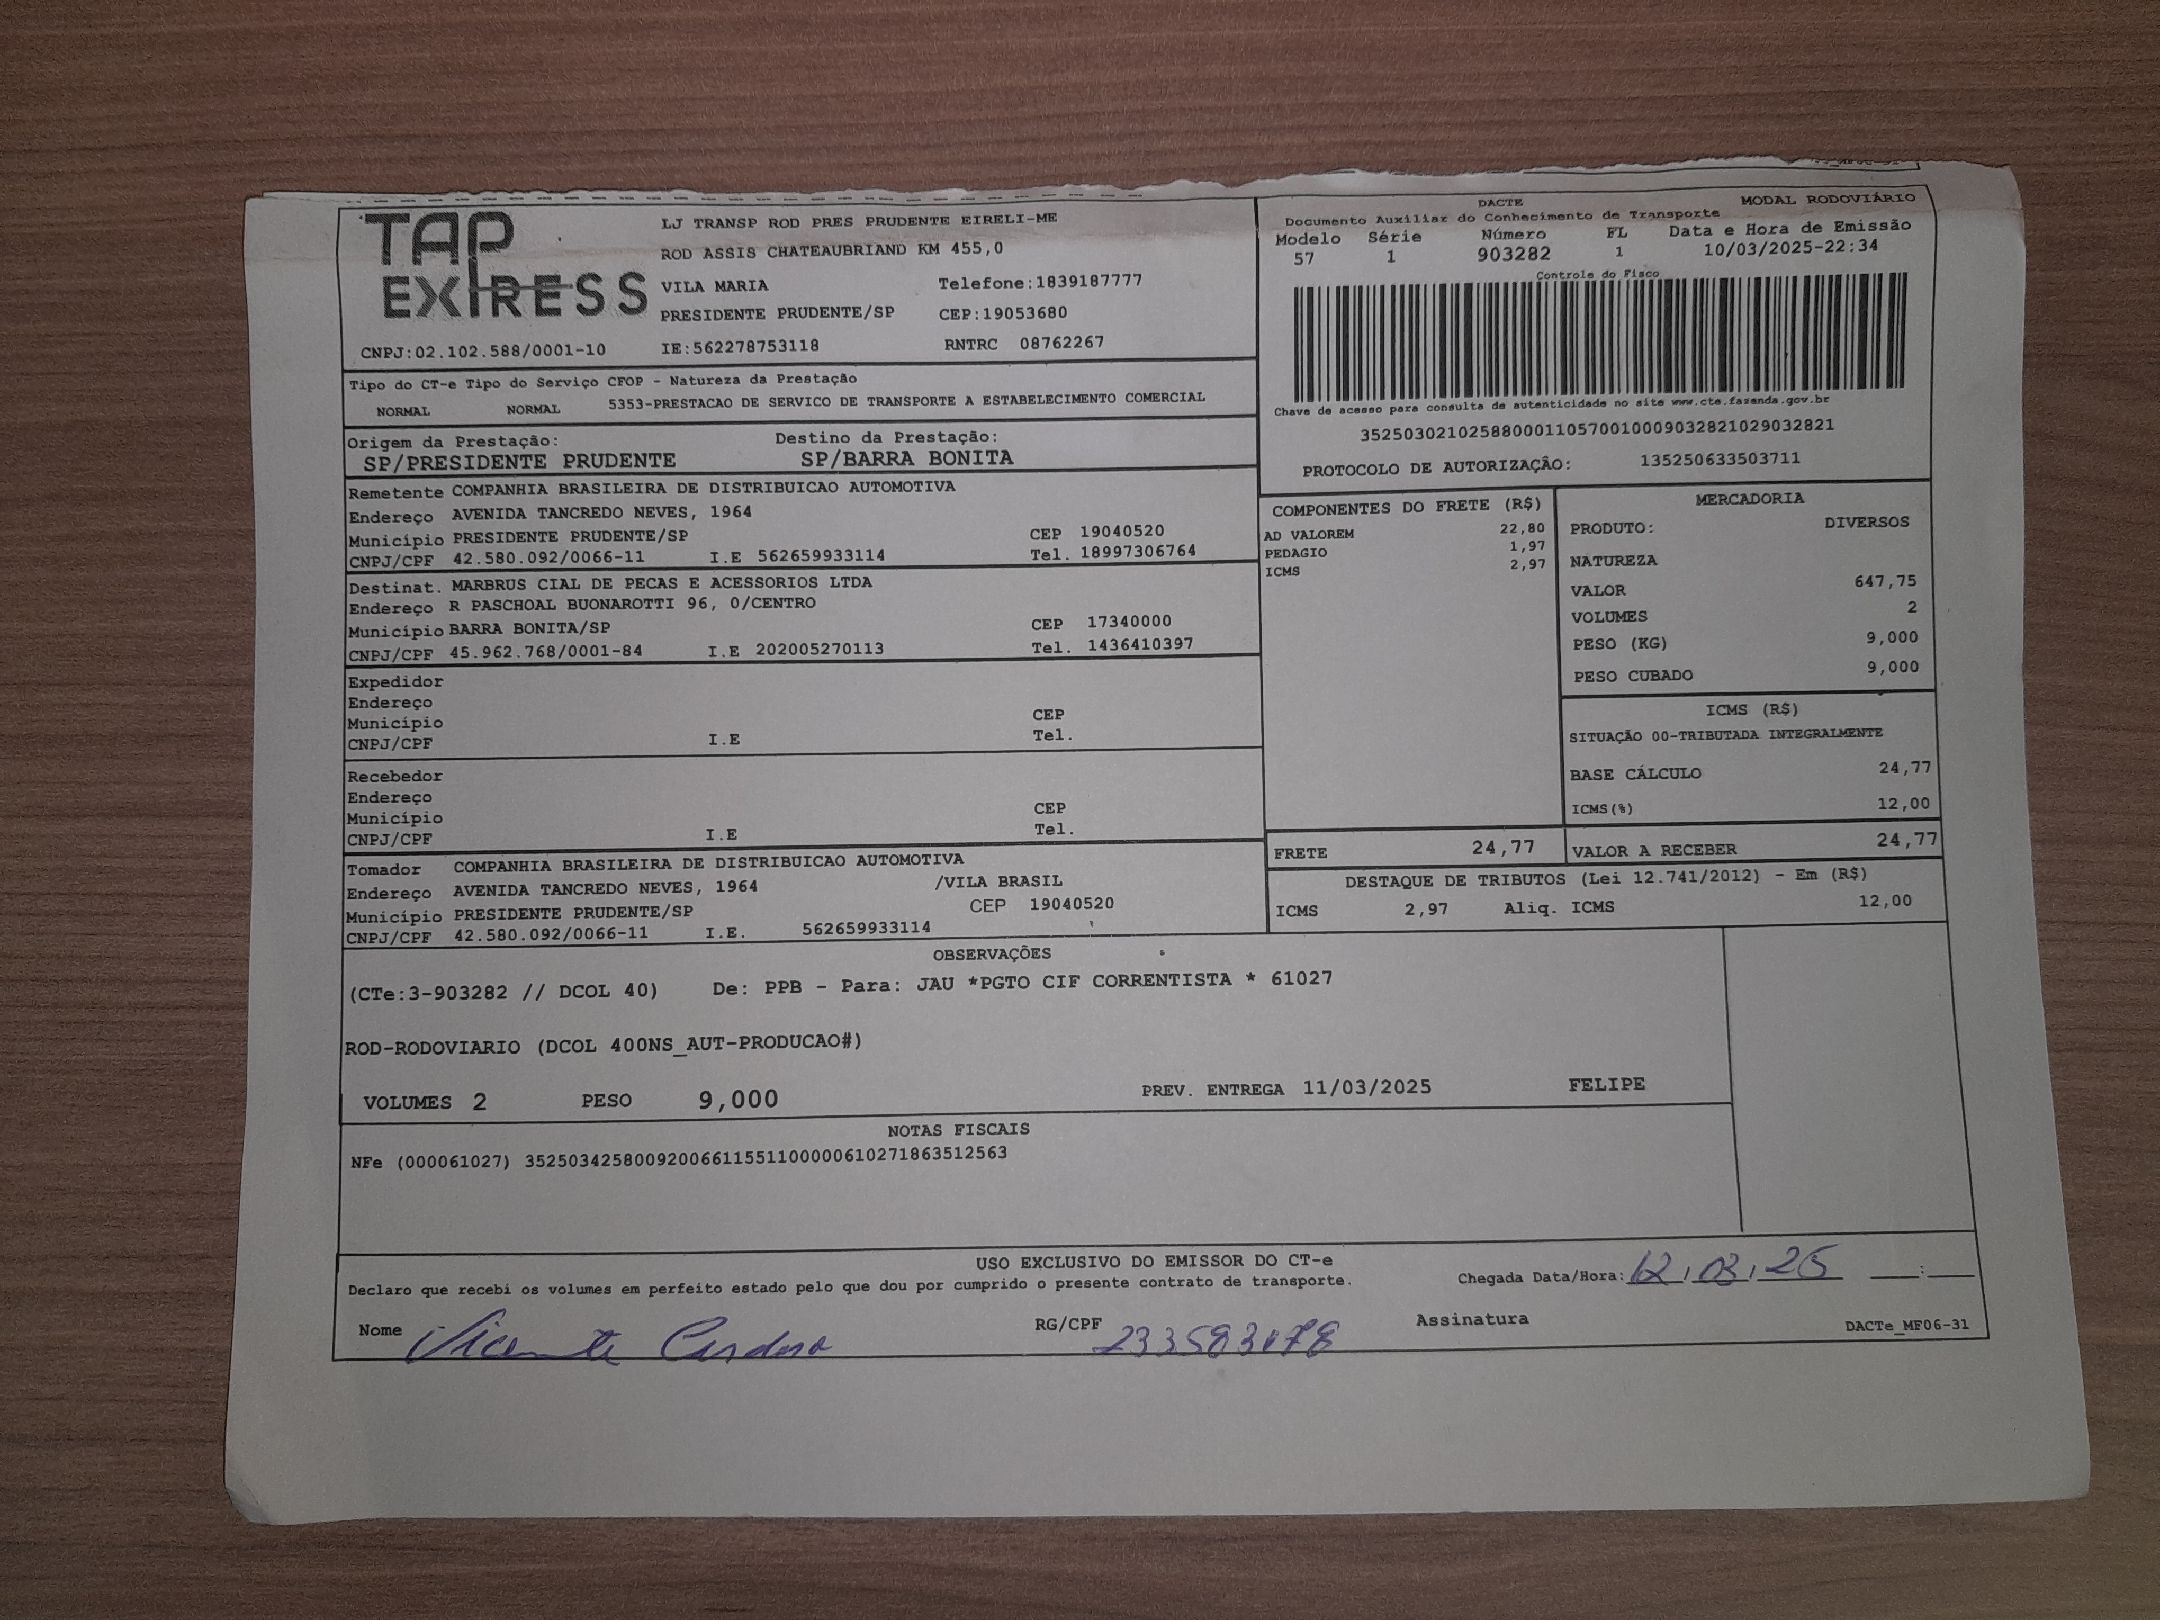 TAP
EXPRESS
LJ TRANSP ROD PRES PRUDENTE EIRELI-ME
ROD ASSIS CHATEAUBRIAND KM 455,0
VILA MARIA Telefone:1839187777
PRESIDENTE PRUDENTE/SP CEP:19053680
CNPJ:02.102.588/0001-10 IE:562278753118 RNTRC 08762267
DACTE MODAL RODOVIÁRIO
Documento Auxiliar do Conhecimento de Transporte
Modelo Série Número FL Data e Hora de Emissão
57 1 903282 1 10/03/2025-22:34
Controle do Fisco
Chave de acesso para consulta de autenticidade no site www.cte.fazenda.gov.br
35250302102588000110570010009032821029032821
PROTOCOLO DE AUTORIZAÇÃO: 135250633503711
Tipo do CT-e Tipo do Serviço CFOP - Natureza da Prestação
NORMAL NORMAL 5353-PRESTACAO DE SERVICO DE TRANSPORTE A ESTABELECIMENTO COMERCIAL
Origem da Prestação: Destino da Prestação:
SP/PRESIDENTE PRUDENTE SP/BARRA BONITA
Remetente COMPANHIA BRASILEIRA DE DISTRIBUICAO AUTOMOTIVA
Endereço AVENIDA TANCREDO NEVES, 1964
Município PRESIDENTE PRUDENTE/SP CEP 19040520
CNPJ/CPF 42.580.092/0066-11 I.E 562659933114 Tel. 18997306764
Destinat. MARBRUS CIAL DE PECAS E ACESSORIOS LTDA
Endereço R PASCHOAL BUONAROTTI 96, 0/CENTRO
Município BARRA BONITA/SP CEP 17340000
CNPJ/CPF 45.962.768/0001-84 I.E 202005270113 Tel. 1436410397
Expedidor
Endereço
Município CEP
CNPJ/CPF I.E Tel.
Recebedor
Endereço
Município CEP
CNPJ/CPF I.E Tel.
Tomador COMPANHIA BRASILEIRA DE DISTRIBUICAO AUTOMOTIVA
Endereço AVENIDA TANCREDO NEVES, 1964 /VILA BRASIL
Município PRESIDENTE PRUDENTE/SP CEP 19040520
CNPJ/CPF 42.580.092/0066-11 I.E. 562659933114
COMPONENTES DO FRETE (R$)
AD VALOREM 22,80
PEDAGIO 1,97
ICMS 2,97
MERCADORIA
PRODUTO: DIVERSOS
NATUREZA
VALOR 647,75
VOLUMES 2
PESO (KG) 9,000
PESO CUBADO 9,000
ICMS (R$)
SITUAÇÃO 00-TRIBUTADA INTEGRALMENTE
BASE CÁLCULO 24,77
ICMS(%) 12,00
FRETE 24,77 VALOR A RECEBER 24,77
DESTAQUE DE TRIBUTOS (Lei 12.741/2012) - Em (R$)
ICMS 2,97 Aliq. ICMS 12,00
OBSERVAÇÕES
(CTe:3-903282 // DCOL 40) De: PPB - Para: JAU *PGTO CIF CORRENTISTA * 61027
ROD-RODOVIARIO (DCOL 400NS_AUT-PRODUCAO#)
VOLUMES 2 PESO 9,000 PREV. ENTREGA 11/03/2025 FELIPE
NOTAS FISCAIS
NFe (000061027) 35250342580092006611551100000610271863512563
USO EXCLUSIVO DO EMISSOR DO CT-e
Declaro que recebi os volumes em perfeito estado pelo que dou por cumprido o presente contrato de transporte. Chegada Data/Hora: 12,03,25 :
Nome Vicente Cardoso RG/CPF Assinatura DACTe_MF06-31